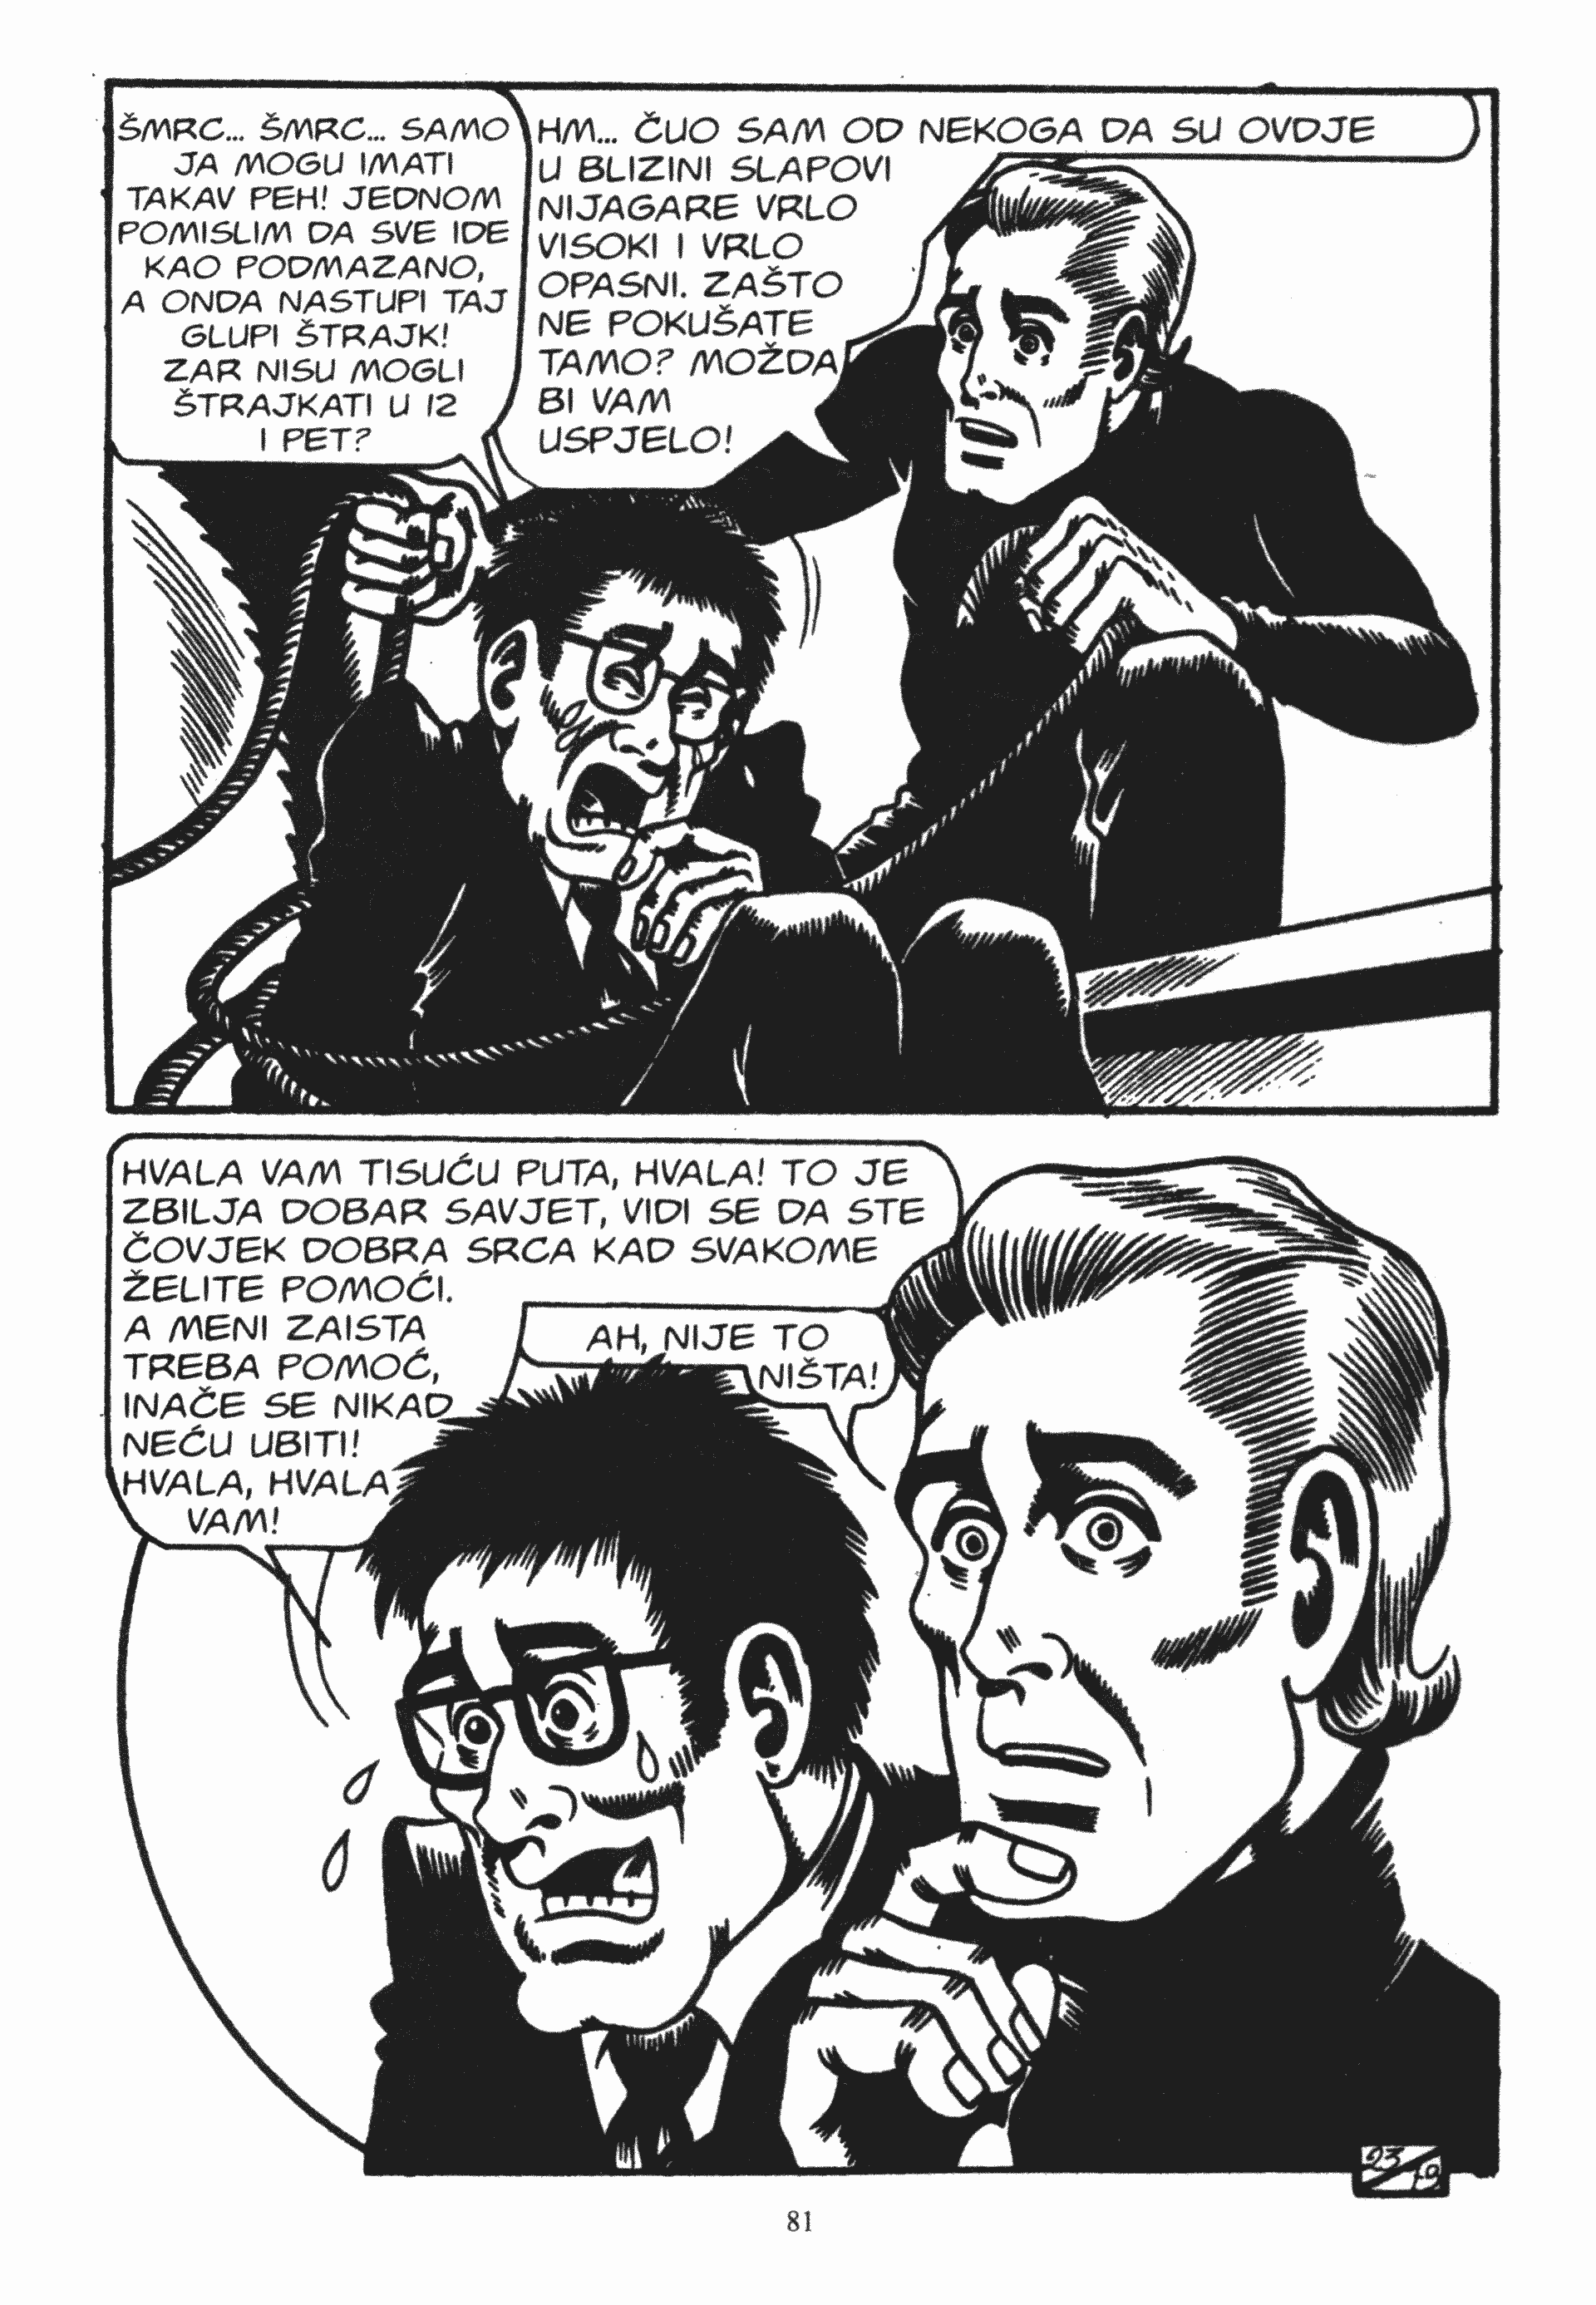 ŠMRC... ŠMRC... SAMO
JA MOGU IMATI
TAKAV PEH! JEDNOM
POMISLIM DA SVE IDE
KAO PODMAZANO,
A ONDA NASTUPI TAJ
GLUPI ŠTRAJK!
ZAR NISU MOGLI
ŠTRAJKATI U 12
I PET?
HM... ČUO SAM OD NEKOGA DA SU OVDJE
U BLIZINI SLAPOVI
NIJAGARE VRLO
VISOKI I VRLO
OPASNI. ZAŠTO
NE POKUŠATE
TAMO? MOŽDA
BI VAM
USPJELO!
HVALA VAM TISUĆU PUTA, HVALA! TO JE
ZBILJA DOBAR SAVJET, VIDI SE DA STE
ČOVJEK DOBRA SRCA KAD SVAKOME
ŽELITE POMOĆI.
A MENI ZAISTA
TREBA POMOĆ,
INAČE SE NIKAD
NEĆU UBITI!
HVALA, HVALA
VAM!
AH, NIJE TO
NIŠTA!
23
81